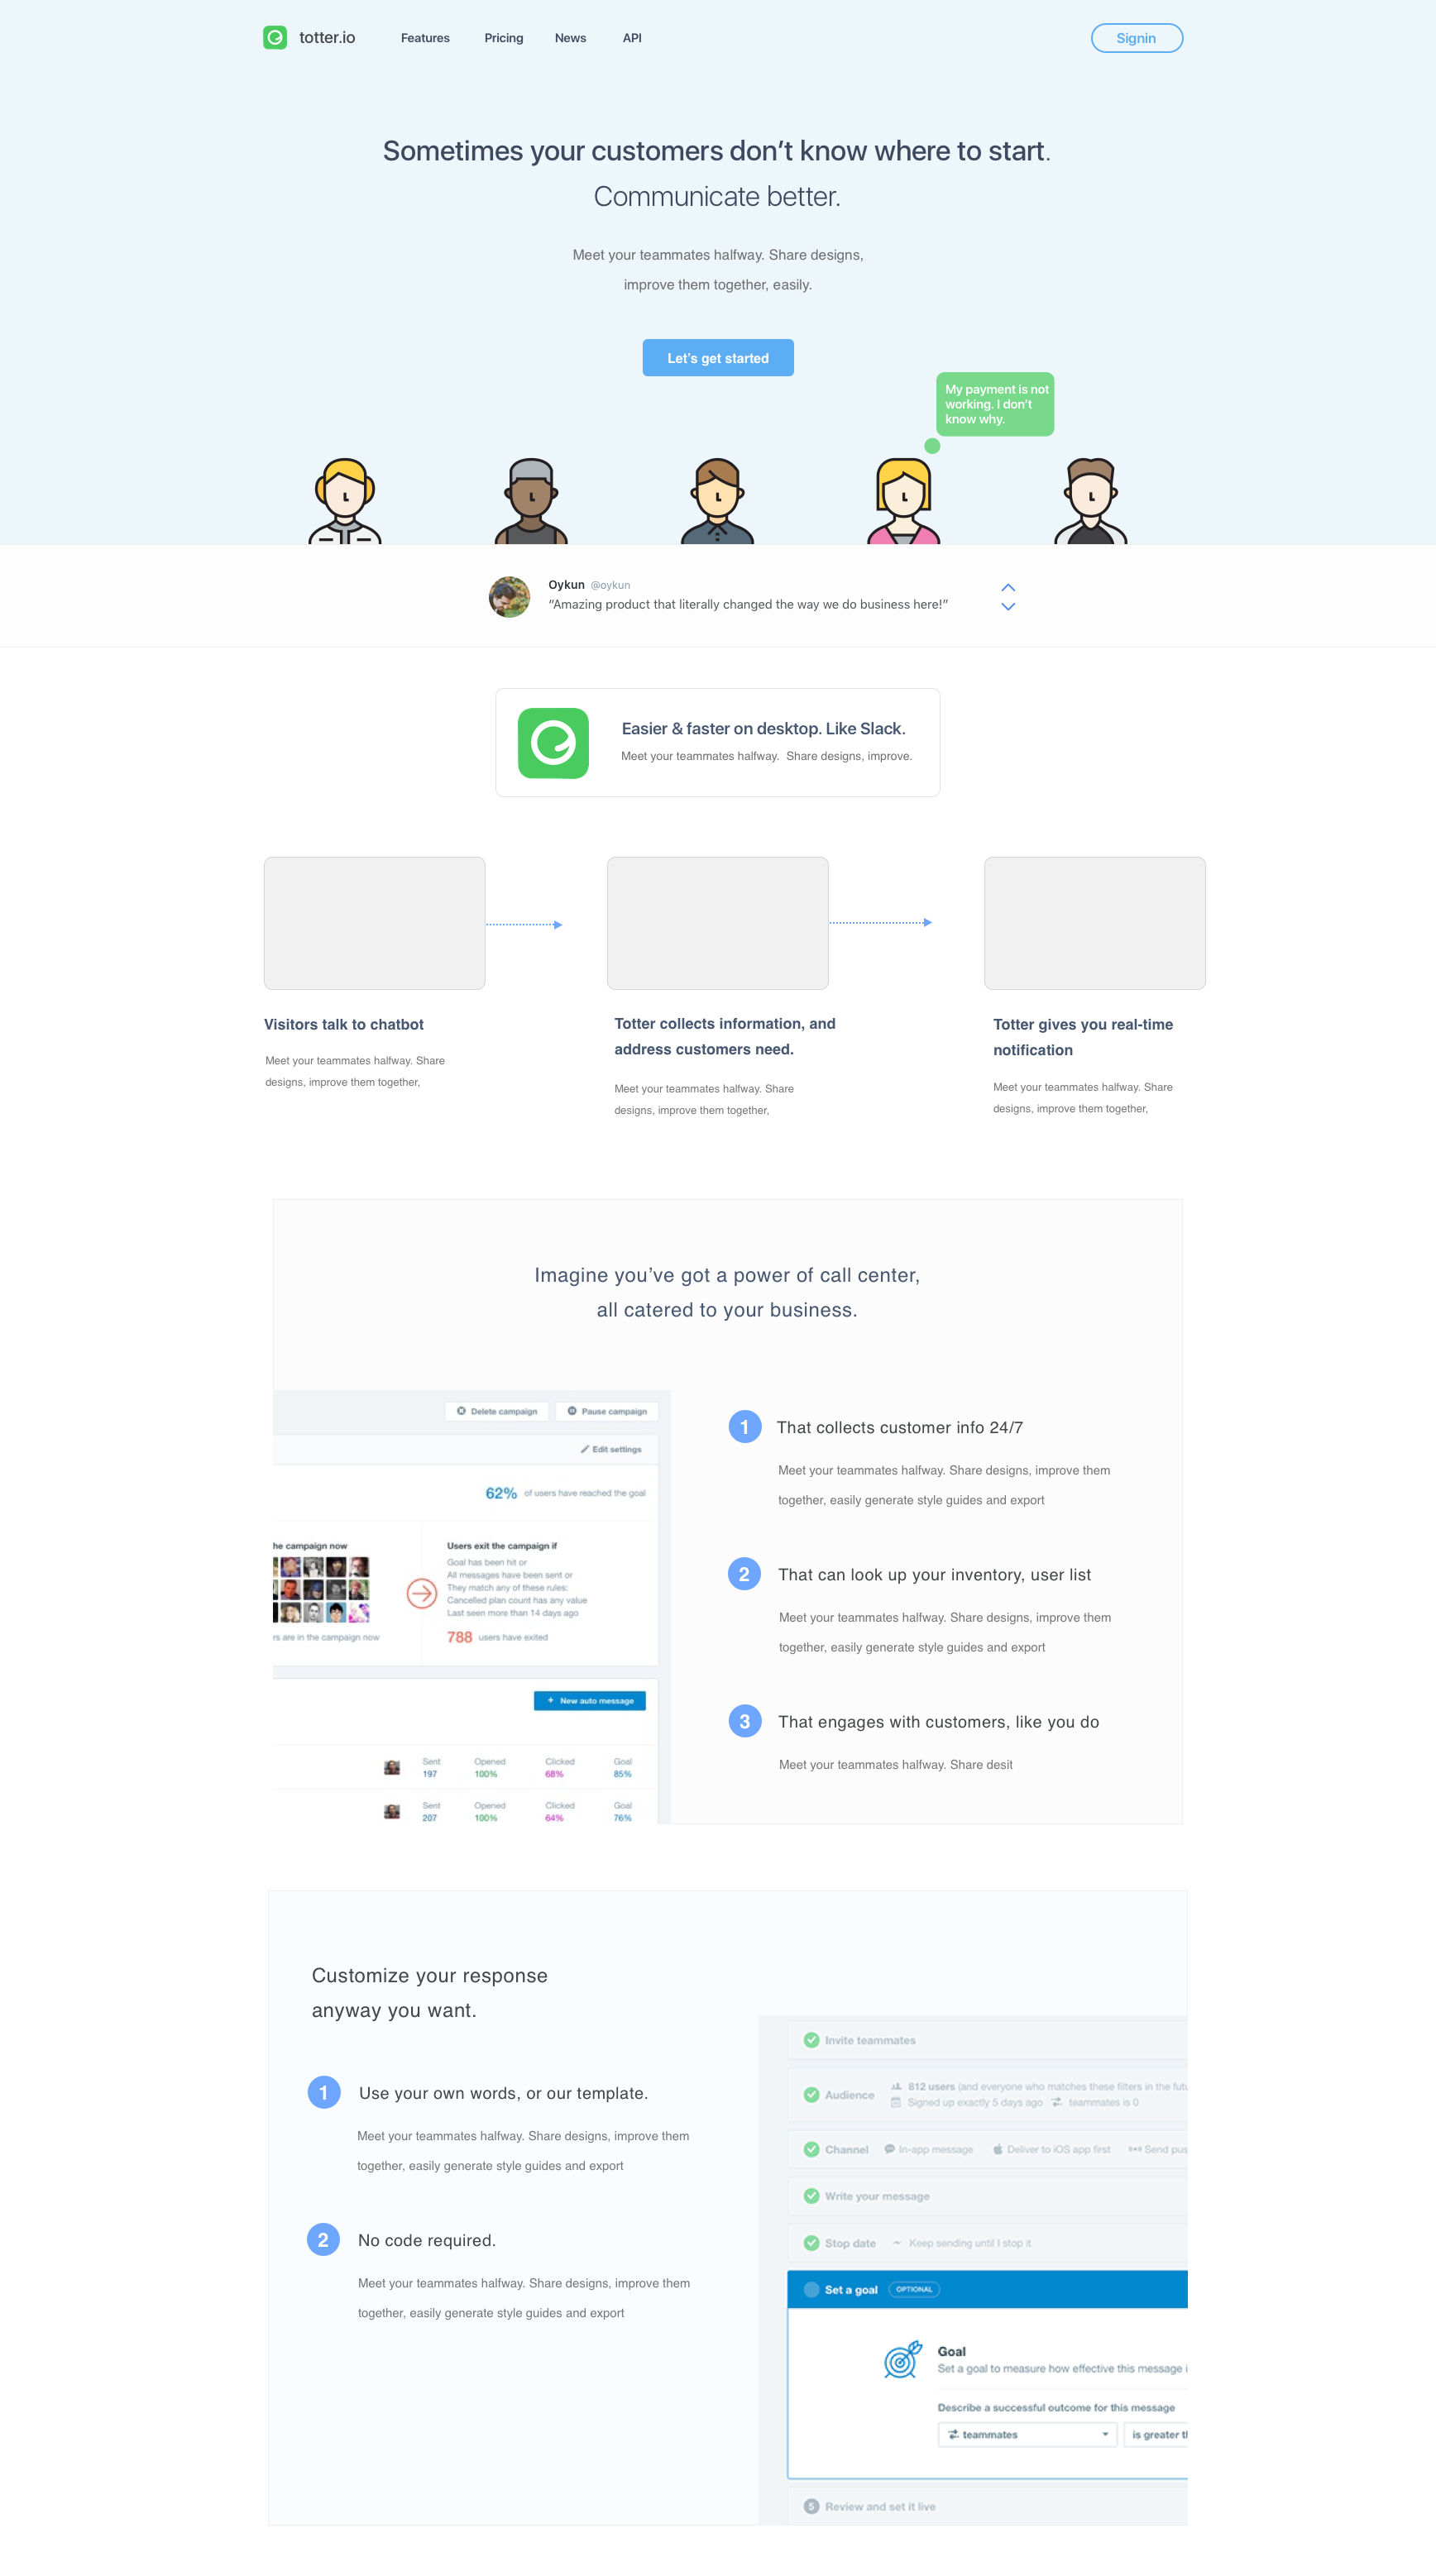 totter.io
Features
Pricing
News
API
Signin
Sometimes your customers don’t know where to start.
Communicate better.
Meet your teammates halfway. Share designs,
improve them together, easily.
Let’s get started
My payment is not
working. I don’t
know why.
Oykun @oykun
“Amazing product that literally changed the way we do business here!”
Easier & faster on desktop. Like Slack.
Meet your teammates halfway.  Share designs, improve.
Visitors talk to chatbot
Meet your teammates halfway. Share
designs, improve them together,
Totter collects information, and
address customers need.
Meet your teammates halfway. Share
designs, improve them together,
Totter gives you real-time
notification
Meet your teammates halfway. Share
designs, improve them together,
Imagine you’ve got a power of call center,
all catered to your business.
Delete campaign
Pause campaign
Edit settings
62% of users have reached the goal
he campaign now
rs are in the campaign now
Users exit the campaign if
Goal has been hit or
All messages have been sent or
They match any of these rules:
Cancelled plan count has any value
Last seen more than 14 days ago
788 users have exited
+ New auto message
Sent Opened Clicked Goal
197 100% 68% 85%
Sent Opened Clicked Goal
207 100% 64% 76%
1 That collects customer info 24/7
Meet your teammates halfway. Share designs, improve them
together, easily generate style guides and export
2 That can look up your inventory, user list
Meet your teammates halfway. Share designs, improve them
together, easily generate style guides and export
3 That engages with customers, like you do
Meet your teammates halfway. Share desit
Customize your response
anyway you want.
1 Use your own words, or our template.
Meet your teammates halfway. Share designs, improve them
together, easily generate style guides and export
2 No code required.
Meet your teammates halfway. Share designs, improve them
together, easily generate style guides and export
Invite teammates
Audience
812 users (and everyone who matches these filters in the futu
Signed up exactly 5 days ago
teammates is 0
Channel
In-app message
Deliver to iOS app first
Send pus
Write your message
Stop date
Keep sending until I stop it
Set a goal
OPTIONAL
Goal
Set a goal to measure how effective this message i
Describe a successful outcome for this message
teammates
is greater th
5 Review and set it live